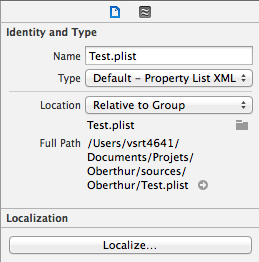 Identity and Type
Name Test.plist
Type Default - Property List XML
Location Relative to Group
Test.plist
Full Path /Users/vsrt4641/
Documents/Projets/
Oberthur/sources/
Oberthur/Test.plist
Localization
Localize...